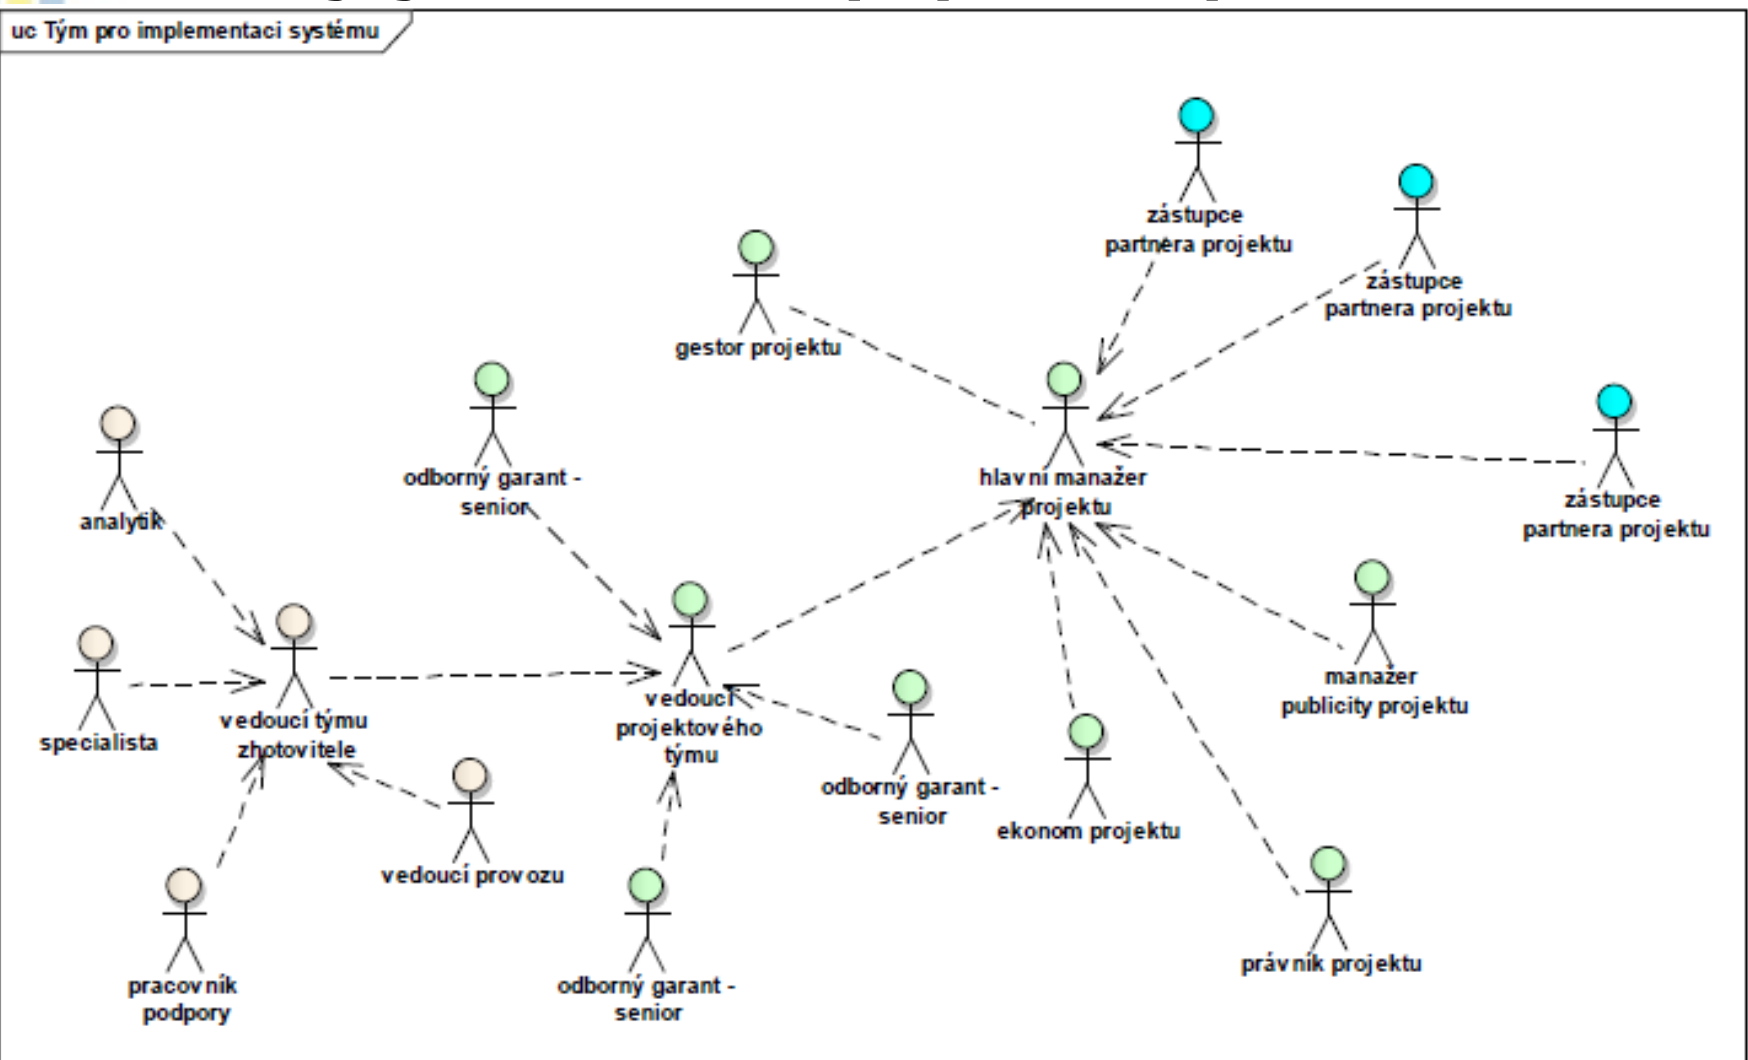 uc Tým pro implementaci systému
zástupce
partnera projektu
zástupce
partnera projektu
gestor projektu
zástupce
partnera projektu
odborný garant -
senior
hlavní manažer
projektu
analytik
manažer
publicity projektu
vedoucí týmu
zhotovitele
specialista
vedoucí
projektového
týmu
odborný garant -
senior
ekonom projektu
vedoucí provozu
právník projektu
pracovník
podpory
odborný garant -
senior